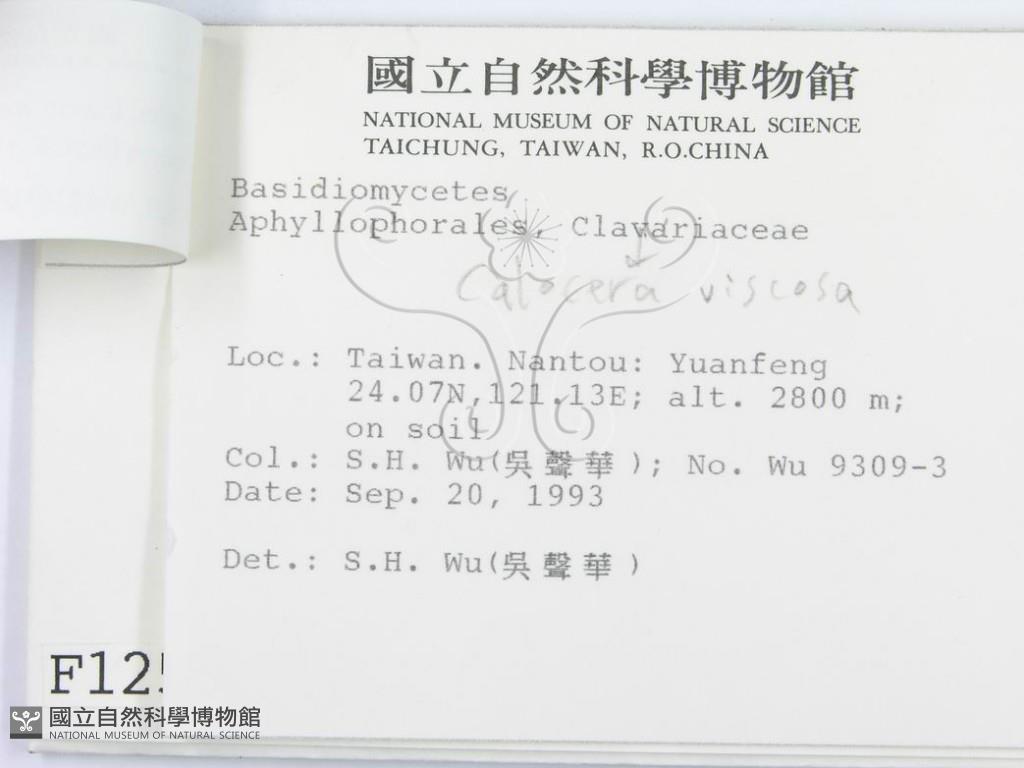 國立自然科學博物館
NATIONAL MUSEUM OF NATURAL SCIENCE
TAICHUNG, TAIWAN, R.O.CHINA
Basidiomycetes,
Aphyllophorales, Clavariaceae
Calocera viscosa
Loc.: Taiwan. Nantou: Yuanfeng
24.07N,121.13E; alt. 2800 m;
on soil
Col.: S.H. Wu(吳聲華); No. Wu 9309-3
Date: Sep. 20, 1993
Det.: S.H. Wu(吳聲華)
F125
國立自然科學博物館
NATIONAL MUSEUM OF NATURAL SCIENCE